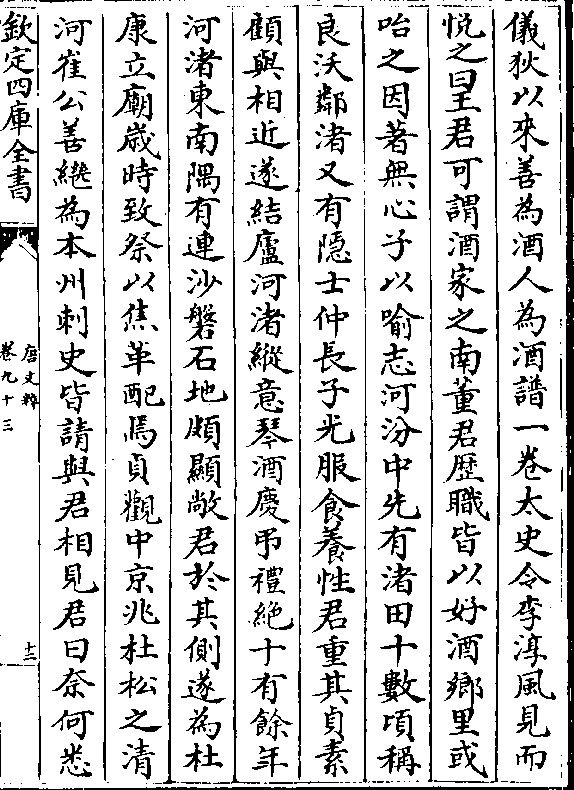 儀狄以來善為酒人為酒譜一卷太史令李淳風見而
悅之曰王君可謂酒家之南董君歷職皆以好酒鄉里或
咍之因著無心子以喻志河汾中先有渚田十數頃稱
良沃鄰渚又有隠士仲長子光服食養性君重其貞素
顧與相近遂結廬河渚縱意琴酒慶弔禮絶十有餘年
河渚東南隅有連沙磐石地頗顯敞君於其側遂為杜
康立廟歲時致祭以焦革配焉貞觀中京兆杜松之清
河崔公善繼為本州刺史皆請與君相見君曰奈何悉
欽定四庫全書
唐文粹
卷九十三
十三